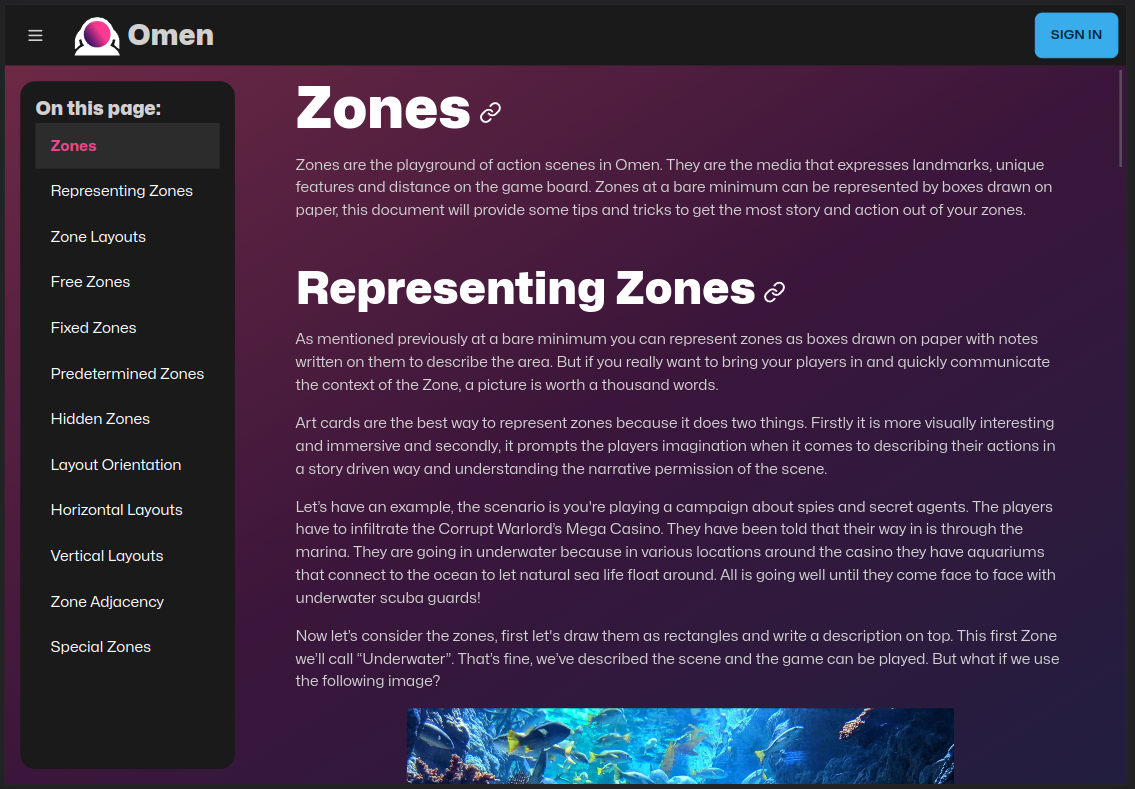 Omen
SIGN IN
On this page:
Zones
Representing Zones
Zone Layouts
Free Zones
Fixed Zones
Predetermined Zones
Hidden Zones
Layout Orientation
Horizontal Layouts
Vertical Layouts
Zone Adjacency
Special Zones
Zones
Zones are the playground of action scenes in Omen. They are the media that expresses landmarks, unique
features and distance on the game board. Zones at a bare minimum can be represented by boxes drawn on
paper, this document will provide some tips and tricks to get the most story and action out of your zones.
Representing Zones
As mentioned previously at a bare minimum you can represent zones as boxes drawn on paper with notes
written on them to describe the area. But if you really want to bring your players in and quickly communicate
the context of the Zone, a picture is worth a thousand words.
Art cards are the best way to represent zones because it does two things. Firstly it is more visually interesting
and immersive and secondly, it prompts the players imagination when it comes to describing their actions in
a story driven way and understanding the narrative permission of the scene.
Let’s have an example, the scenario is you're playing a campaign about spies and secret agents. The players
have to infiltrate the Corrupt Warlord’s Mega Casino. They have been told that their way in is through the
marina. They are going in underwater because in various locations around the casino they have aquariums
that connect to the ocean to let natural sea life float around. All is going well until they come face to face with
underwater scuba guards!
Now let’s consider the zones, first let's draw them as rectangles and write a description on top. This first Zone
we’ll call “Underwater”. That’s fine, we’ve described the scene and the game can be played. But what if we use
the following image?